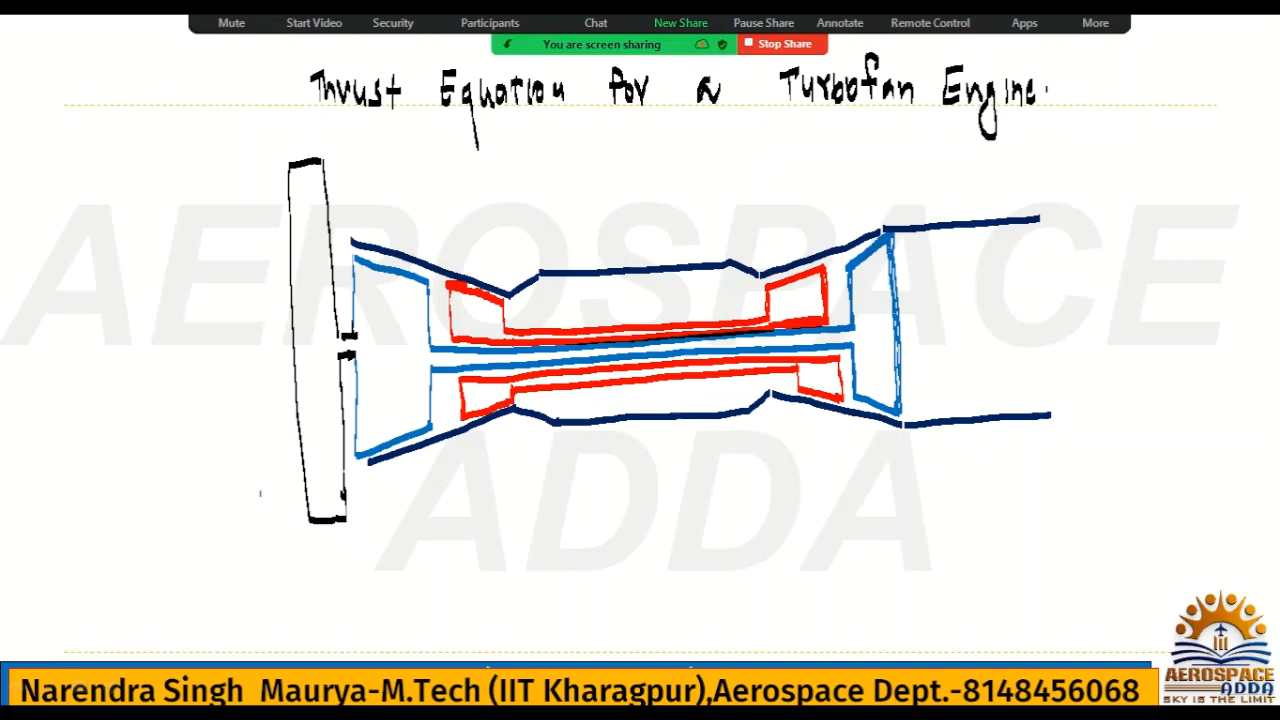 Mute Start Video Security Participants Chat New Share Pause Share Annotate Remote Control Apps More
You are screen sharing Stop Share
Thrust Equation for a Turbofan Engine.
AEROSPACE
ADDA
Narendra Singh Maurya-M.Tech (IIT Kharagpur),Aerospace Dept.-8148456068
AEROSPACE
ADDA
SKY IS THE LIMIT